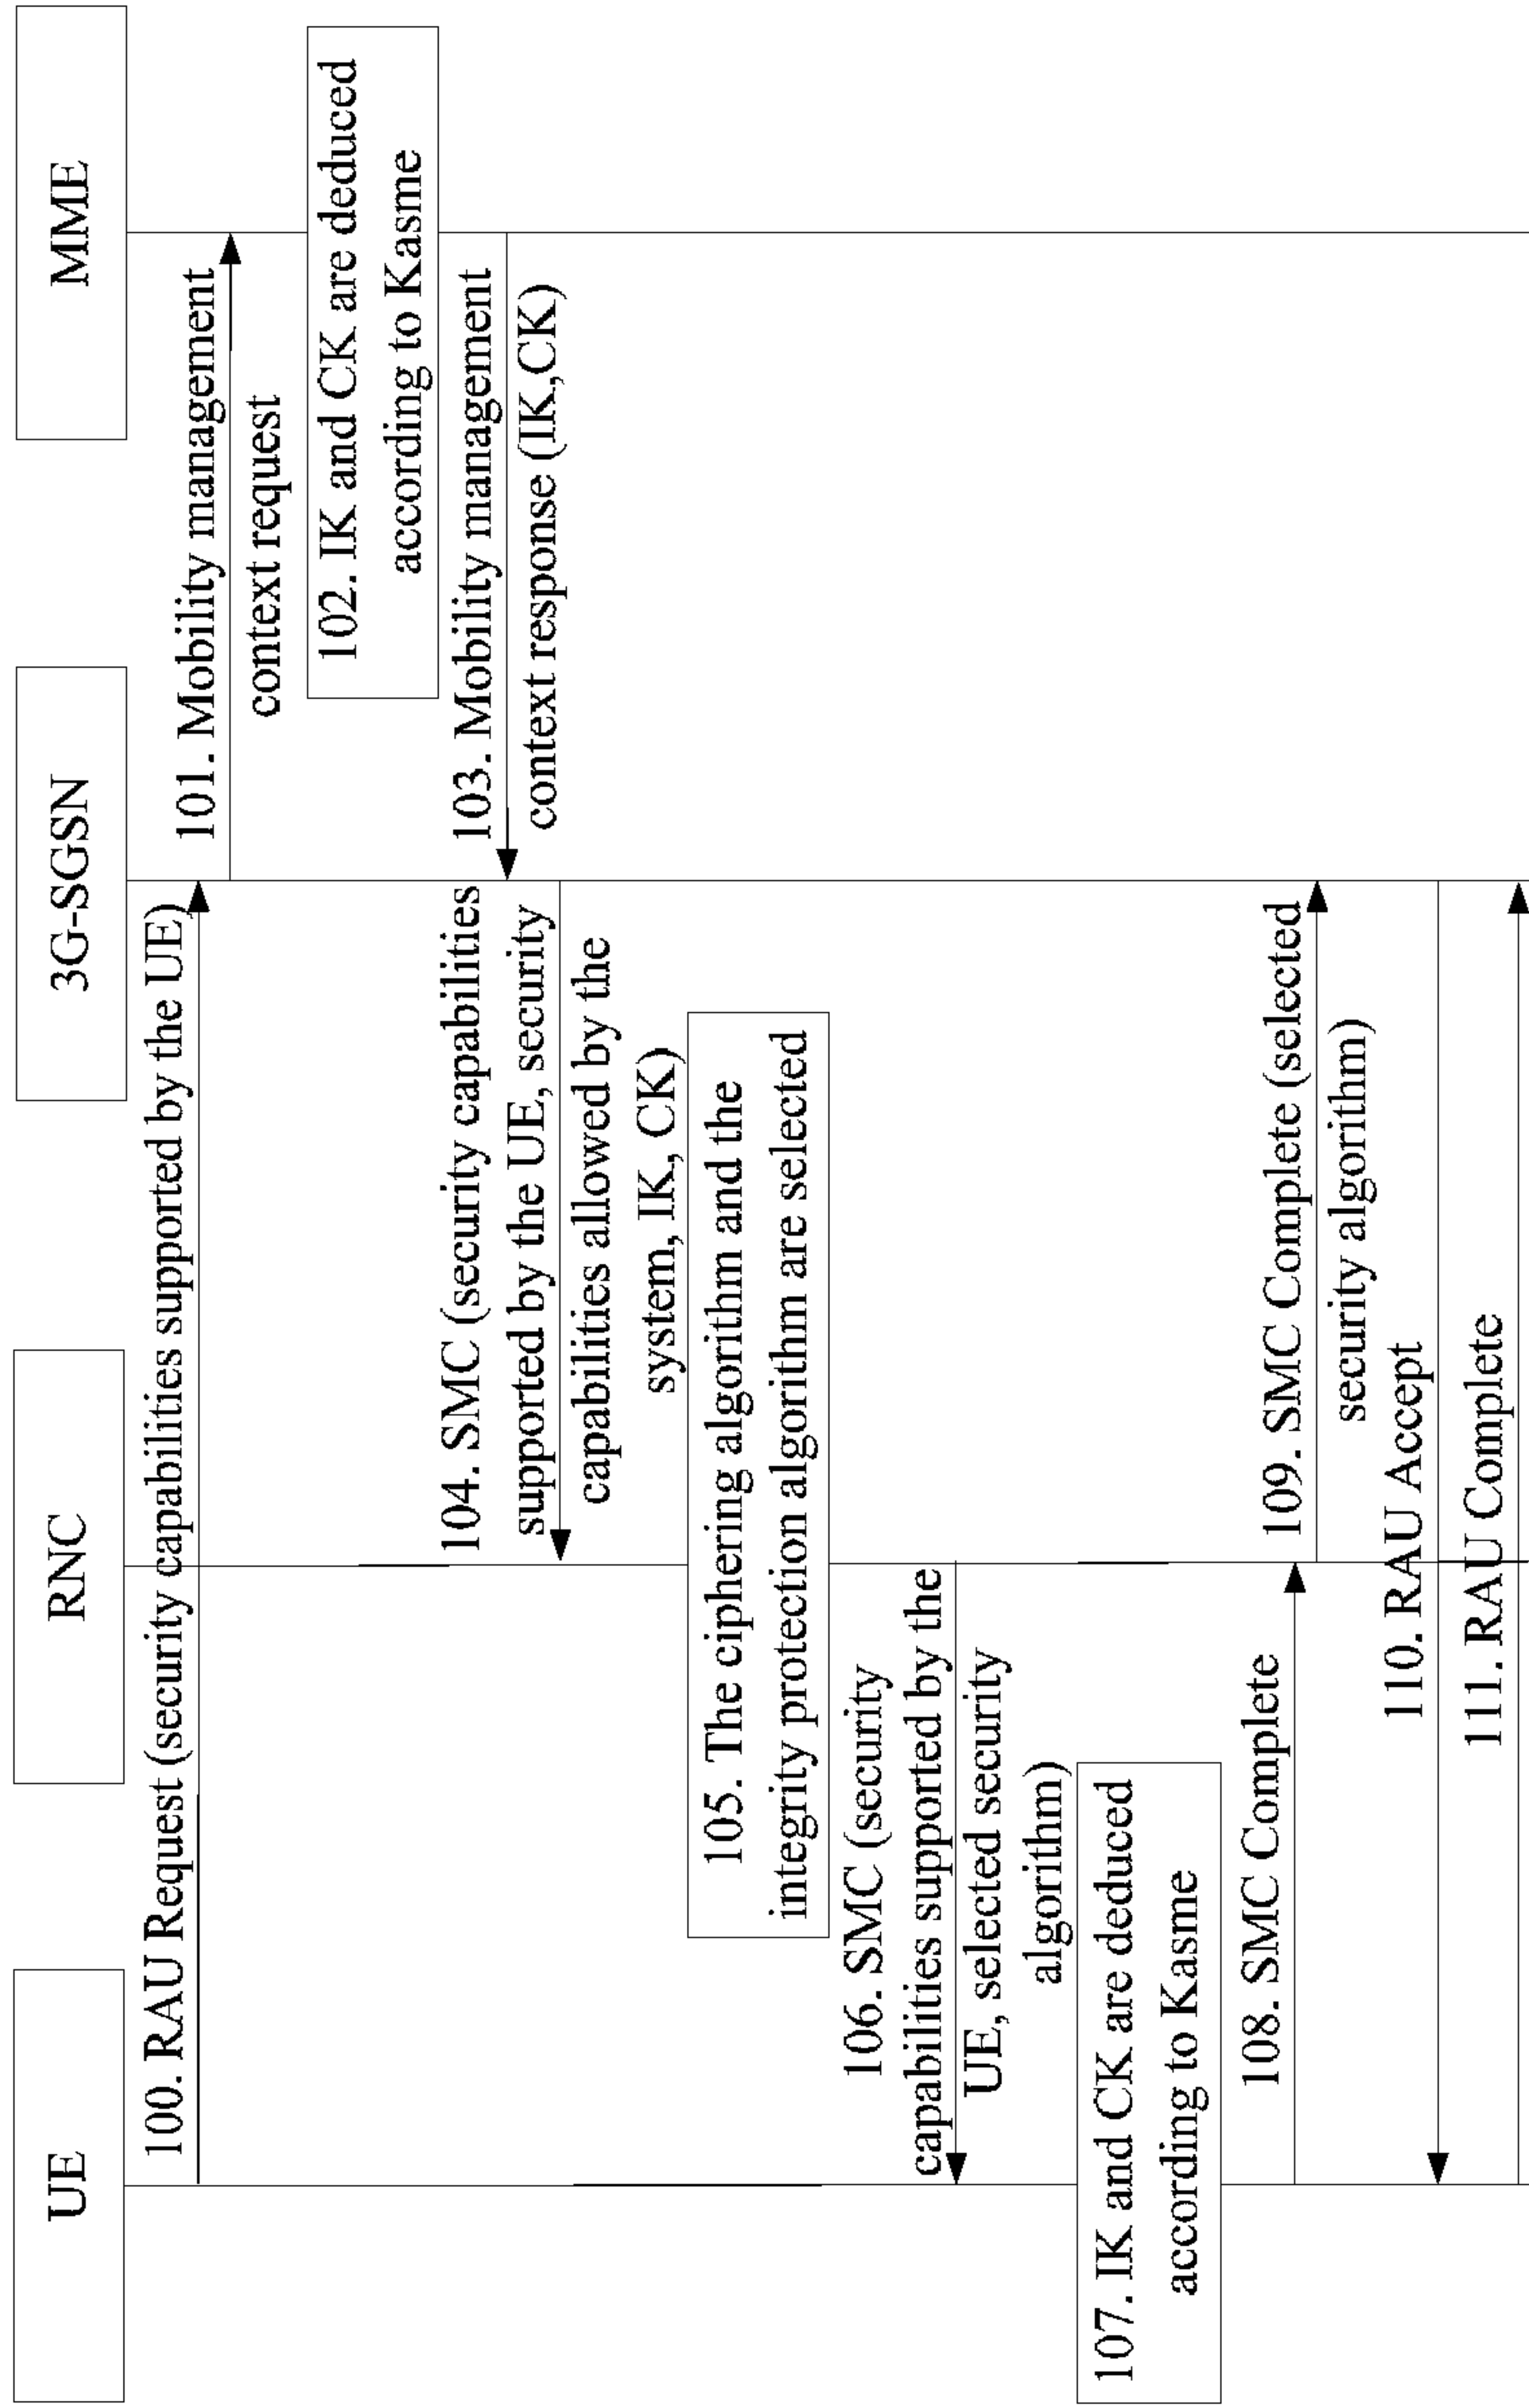 UE
RNC
3G-SGSN
MME
100. RAU Request (security capabilities supported by the UE)
101. Mobility management
context request
102. IK and CK are deduced
according to Kasme
103. Mobility management
context response (IK,CK)
104. SMC (security capabilities
supported by the UE, security
capabilities allowed by the
system, IK, CK)
105. The ciphering algorithm and the
integrity protection algorithm are selected
106. SMC (security
capabilities supported by the
UE, selected security
algorithm)
107. IK and CK are deduced
according to Kasme
108. SMC Complete
109. SMC Complete (selected
security algorithm)
110. RAU Accept
111. RAU Complete